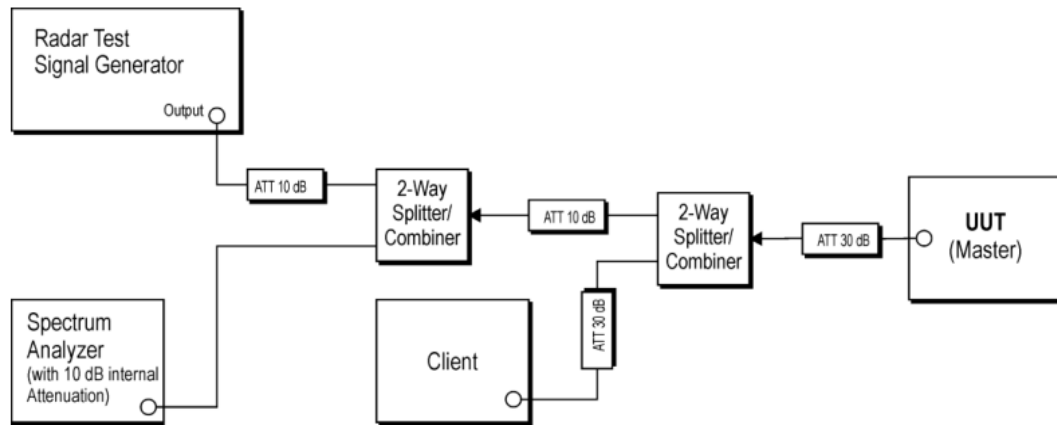 Radar Test
Signal Generator
Output
ATT 10 dB
2-Way
Splitter/
Combiner
ATT 10 dB
2-Way
Splitter/
Combiner
ATT 30 dB
UUT
(Master)
Spectrum
Analyzer
(with 10 dB internal
Attenuation)
Client
ATT 30 dB